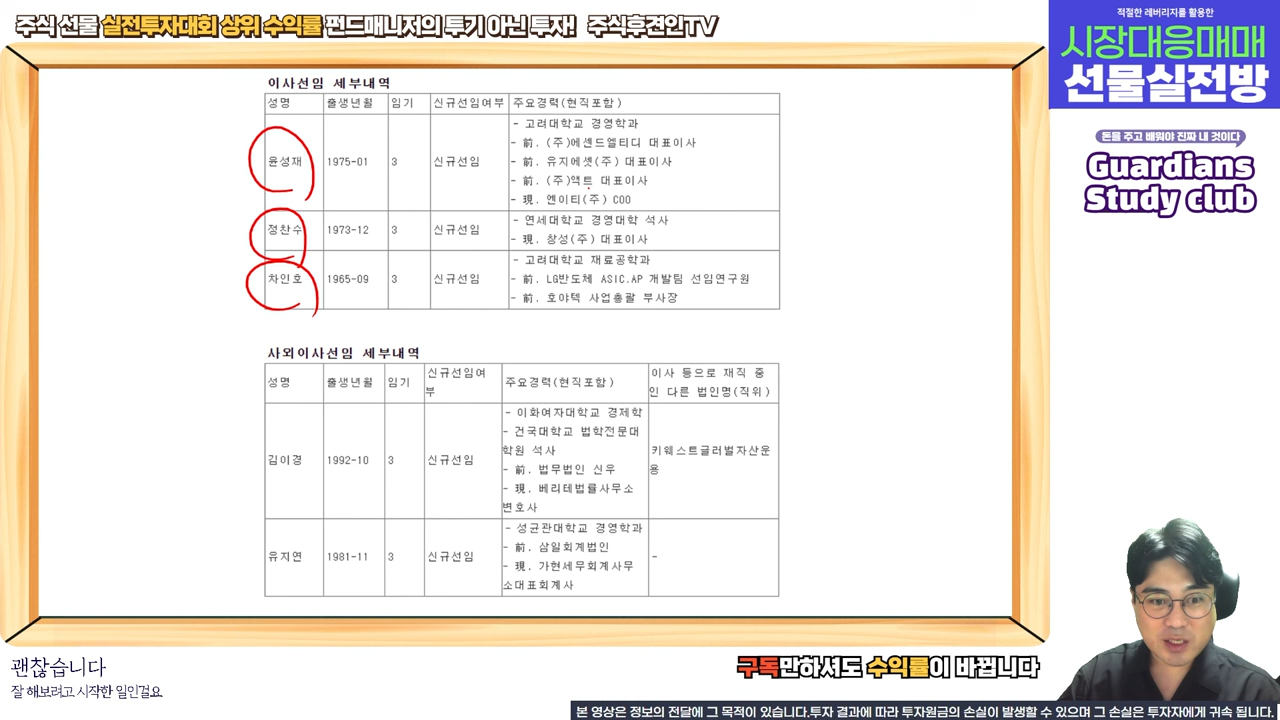 주식 선물 실전투자대회 상위 수익률 펀드매니저의 투기 아닌 투자! 주식후견인TV
적절한 레버리지를 활용한
시장대응매매
선물실전방
돈을 주고 배워야 진짜 내 것이다
Guardians
Study club
이사선임 세부내역
성명 출생년월 임기 신규선임여부 주요경력(현직포함)
윤성재 1975-01 3 신규선임
- 고려대학교 경영학과
- 前. (주)에센드엘티디 대표이사
- 前. 유지에셋(주) 대표이사
- 前. (주)액트 대표이사
- 現. 엔이티(주) COO
정찬수 1973-12 3 신규선임
- 연세대학교 경영대학 석사
- 現. 창성(주) 대표이사
차인호 1965-09 3 신규선임
- 고려대학교 재료공학과
- 前. LG반도체 ASIC.AP 개발팀 선임연구원
- 前. 호야텍 사업총괄 부사장
사외이사선임 세부내역
성명 출생년월 임기 신규선임여
부 주요경력(현직포함) 이사 등으로 재직 중
인 다른 법인명(직위)
김이경 1992-10 3 신규선임
- 이화여자대학교 경제학
- 건국대학교 법학전문대
학원 석사
- 前. 법무법인 신우
- 現. 베리테법률사무소
변호사
키웨스트글러벌자산운
용
유지연 1981-11 3 신규선임
- 성균관대학교 경영학과
- 前. 삼일회계법인
- 現. 가현세무회계사무
소대표회계사
-
괜찮습니다
잘 해보려고 시작한 일인걸요
구독만하셔도 수익률이 바뀝니다
본 영상은 정보의 전달에 그 목적이 있습니다.투자 결과에 따라 투자원금의 손실이 발생할 수 있으며 그 손실은 투자자에게 귀속 됩니다.